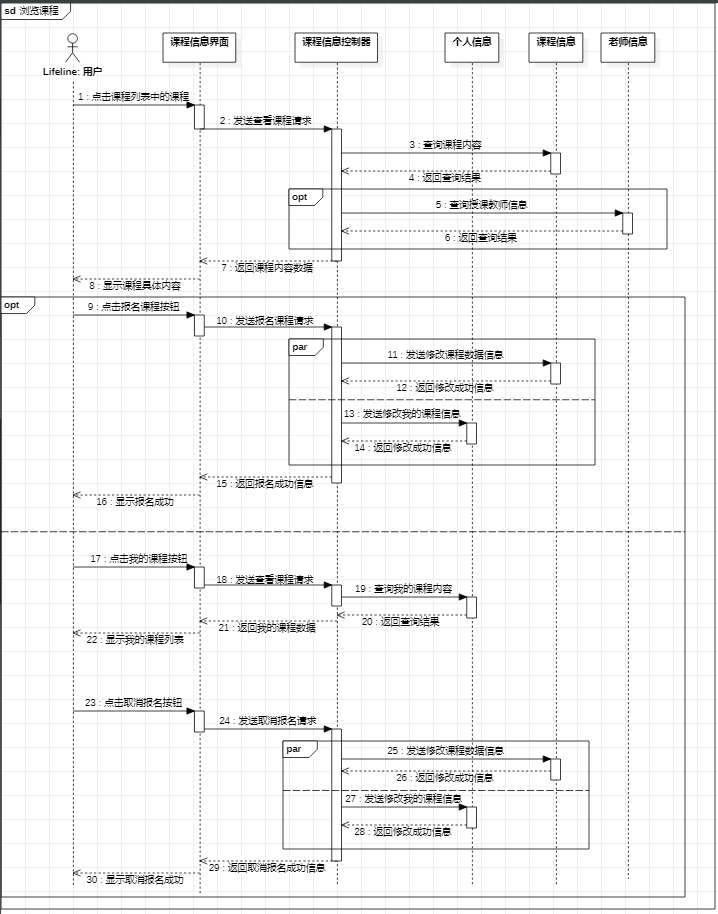 sd 浏览课程
课程信息界面
课程信息控制器
个人信息
课程信息
老师信息
Lifeline: 用户
1 : 点击课程列表中的课程
2 : 发送查看课程请求
3 : 查询课程内容
4 : 返回查询结果
opt
5 : 查询授课教师信息
6 : 返回查询结果
7 : 返回课程内容数据
8 : 显示课程具体内容
opt
9 : 点击报名课程按钮
10 : 发送报名课程请求
par
11 : 发送修改课程数据信息
12 : 返回修改成功信息
13 : 发送修改我的课程信息
14 : 返回修改成功信息
15 : 返回报名成功信息
16 : 显示报名成功
17 : 点击我的课程按钮
18 : 发送查看课程请求
19 : 查询我的课程内容
20 : 返回查询结果
21 : 返回我的课程数据
22 : 显示我的课程列表
23 : 点击取消报名按钮
24 : 发送取消报名请求
par
25 : 发送修改课程数据信息
26 : 返回修改成功信息
27 : 发送修改我的课程信息
28 : 返回修改成功信息
29 : 返回取消报名成功信息
30 : 显示取消报名成功